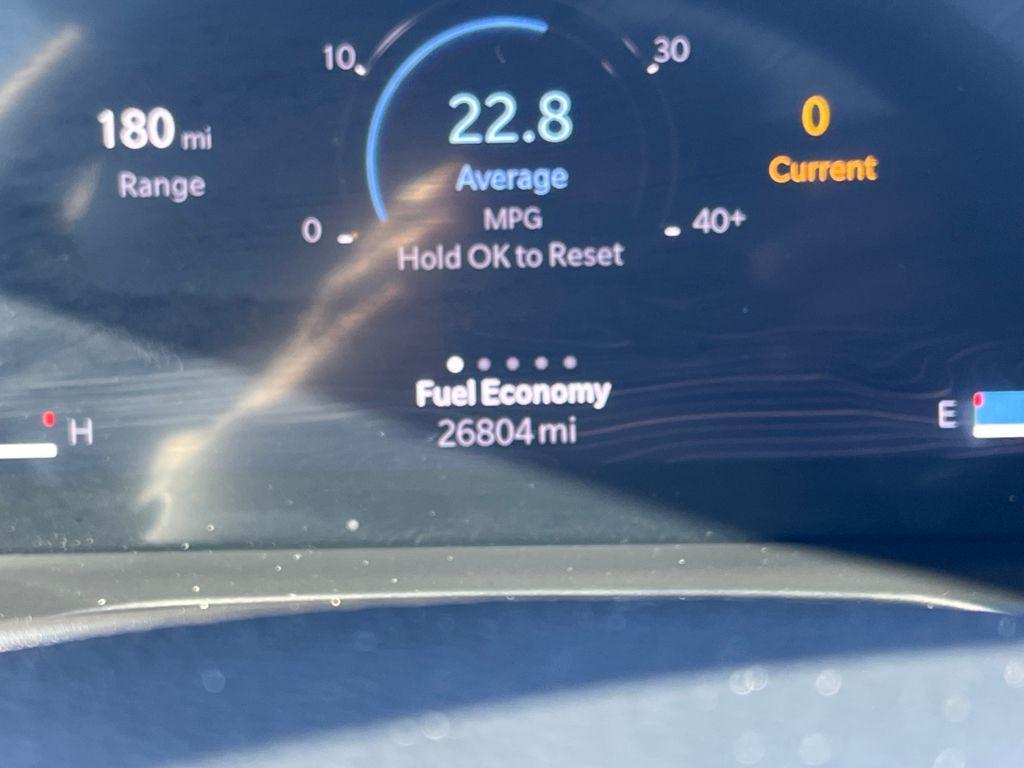 10
30
180 mi
22.8
0
Range
Average
Current
0
MPG
40+
Hold OK to Reset
Fuel Economy
H
26804 mi
E